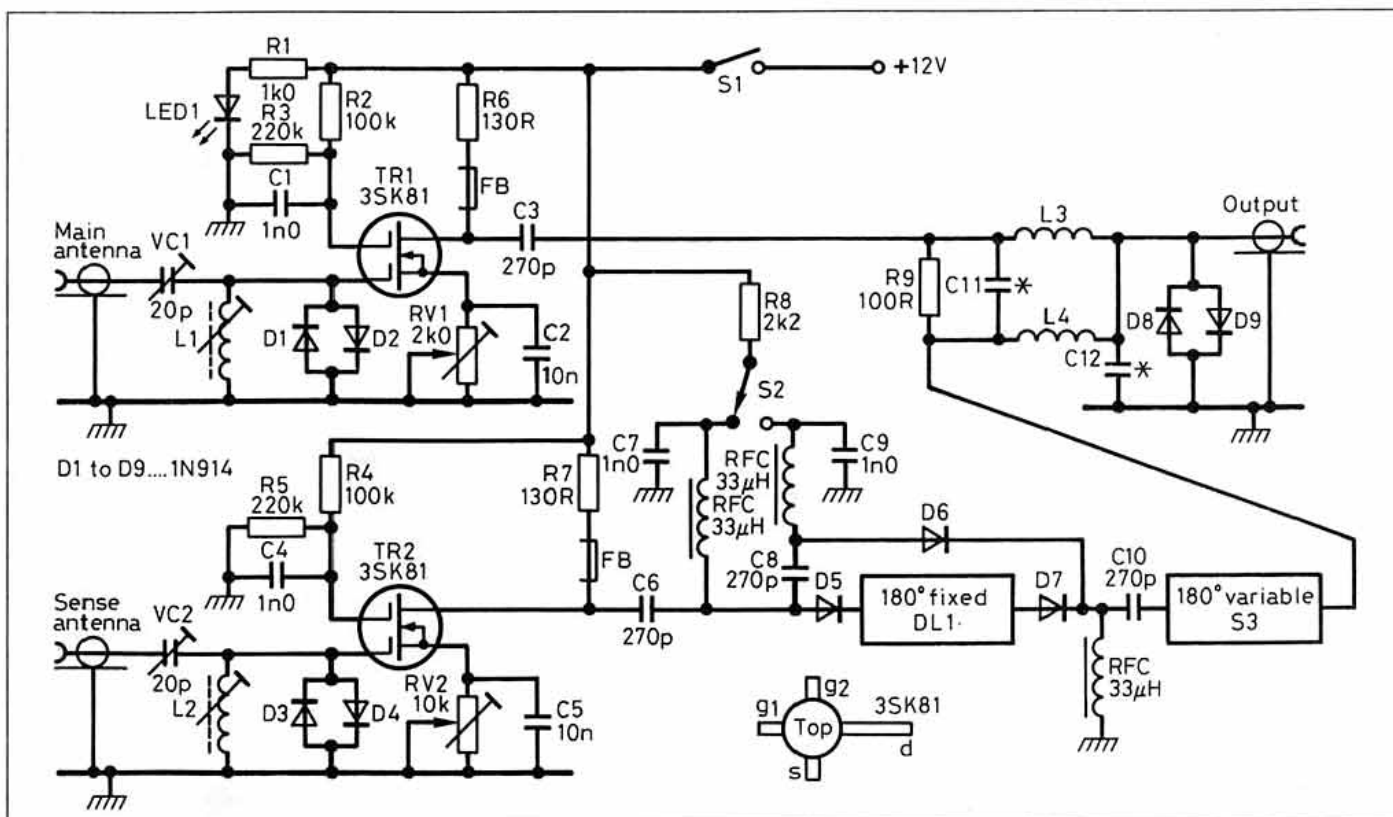 R1
1k0
LED1
R3
220k
R2
100k
R6
130R
S1
+12V
C1
1n0
TR1
3SK81
FB
C3
270p
Main
antenna
VC1
20p
L1
D1
D2
RV1
2k0
C2
10n
R8
2k2
S2
R9
100R
C11
*
L3
L4
C12
*
Output
D8
D9
D1 to D9....1N914
R5
220k
R4
100k
C4
1n0
TR2
3SK81
R7
130R
FB
C6
270p
C7
1n0
RFC
33µH
RFC
33µH
C9
1n0
C8
270p
D6
D5
180° fixed
DL1
D7
C10
270p
180° variable
S3
RFC
33µH
Sense
antenna
VC2
20p
L2
D3
D4
RV2
10k
C5
10n
g2
g1
Top
3SK81
d
s